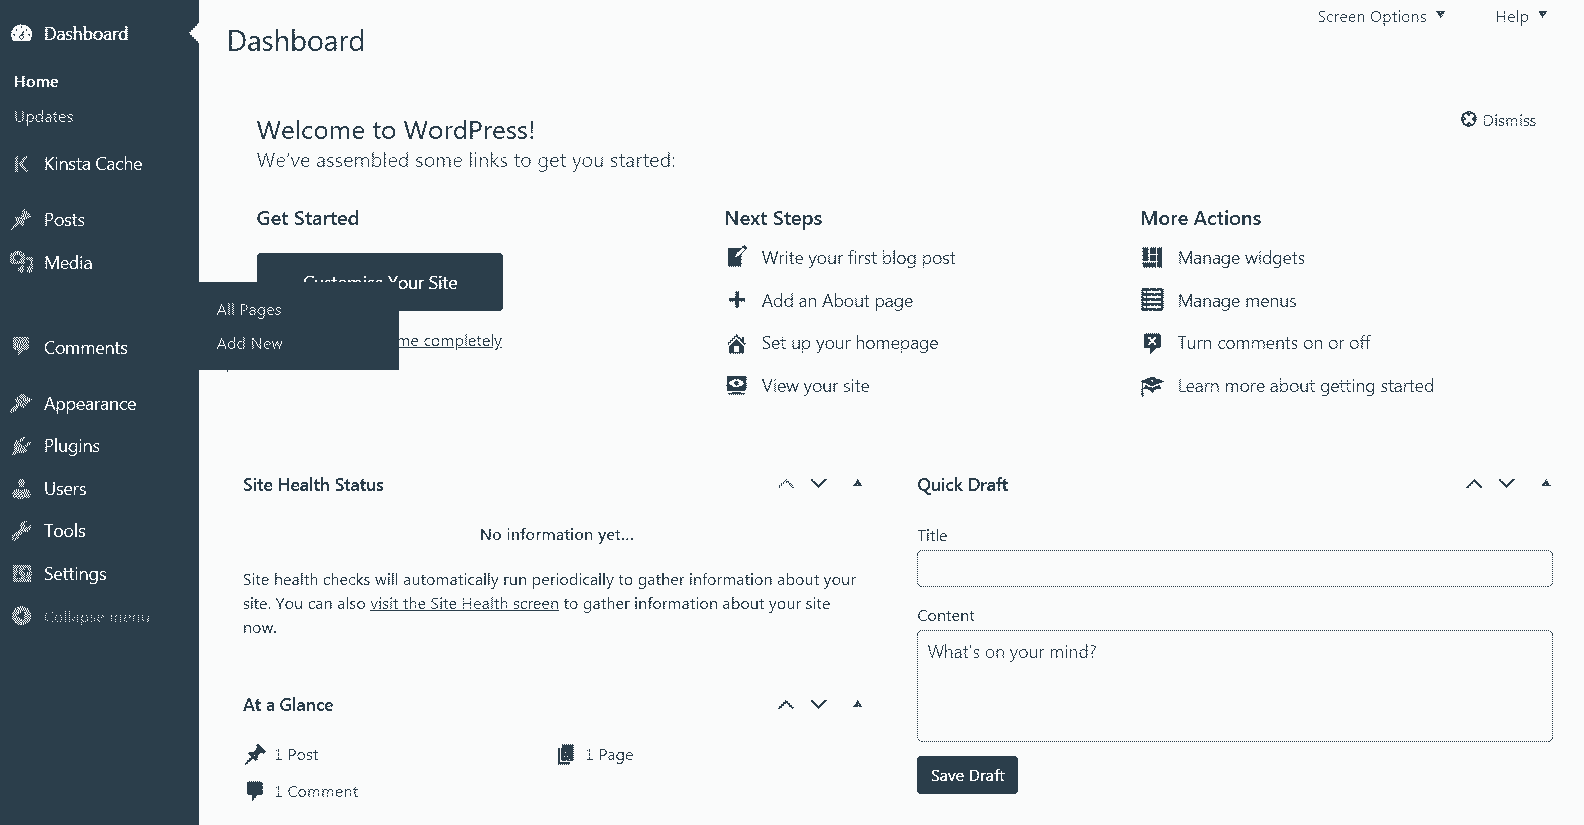 Screen Options
Help
Dashboard
Dashboard
Home
Updates
Kinsta Cache
Posts
Media
All Pages
Add New
Comments
Appearance
Plugins
Users
Tools
Settings
Collapse menu
Welcome to WordPress!
Dismiss
We've assembled some links to get you started:
Get Started
Customise Your Site
me completely
Next Steps
Write your first blog post
Add an About page
Set up your homepage
View your site
More Actions
Manage widgets
Manage menus
Turn comments on or off
Learn more about getting started
Site Health Status
No information yet...
Site health checks will automatically run periodically to gather information about your
site. You can also visit the Site Health screen to gather information about your site
now.
At a Glance
1 Post
1 Page
1 Comment
Quick Draft
Title
Content
What's on your mind?
Save Draft